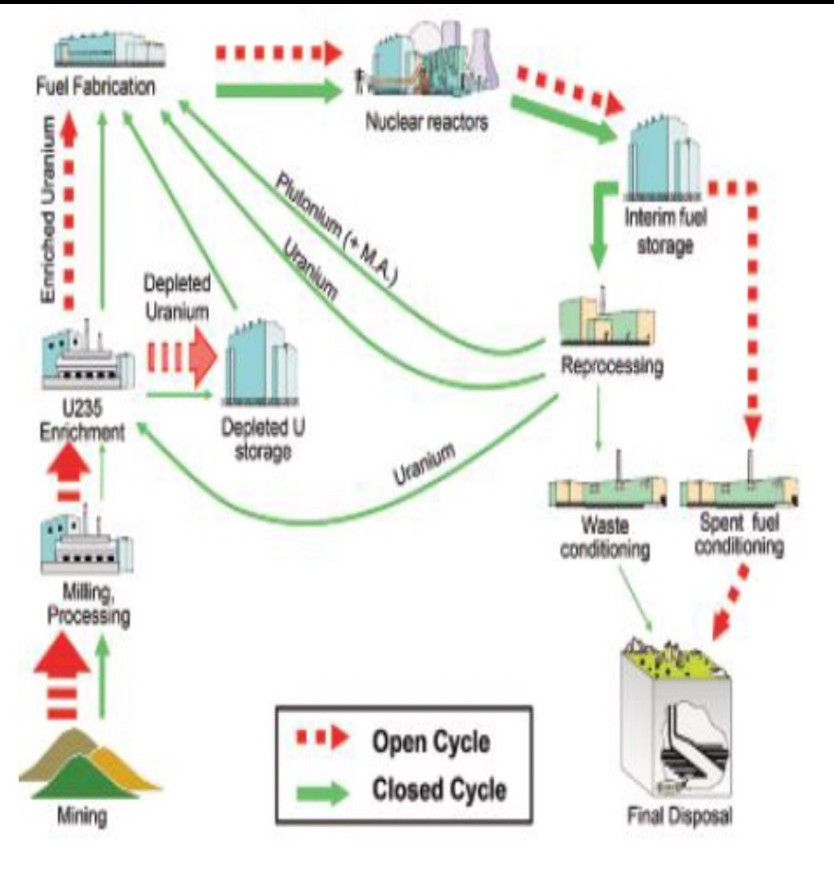 Fuel Fabrication
Nuclear reactors
Enriched Uranium
Plutonium (+ M.A.)
Uranium
Interim fuel
storage
Depleted
Uranium
Reprocessing
U235
Enrichment
Depleted U
storage
Uranium
Waste
conditioning
Spent fuel
conditioning
Milling,
Processing
Open Cycle
Closed Cycle
Mining
Final Disposal